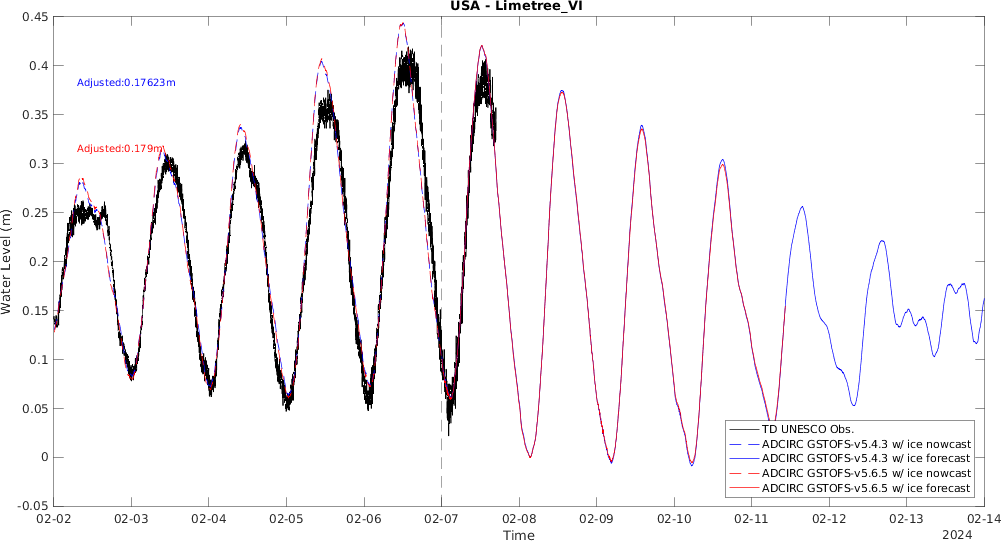 USA - Limetree_VI
0.45
0.4
0.35
0.3
0.25
0.2
0.15
0.1
0.05
0
-0.05
Water Level (m)
Adjusted:0.17623m
Adjusted:0.179m
TD UNESCO Obs.
ADCIRC GSTOFS-v5.4.3 w/ ice nowcast
ADCIRC GSTOFS-v5.4.3 w/ ice forecast
ADCIRC GSTOFS-v5.6.5 w/ ice nowcast
ADCIRC GSTOFS-v5.6.5 w/ ice forecast
02-02 02-03 02-04 02-05 02-06 02-07 02-08 02-09 02-10 02-11 02-12 02-13 02-14
Time
2024